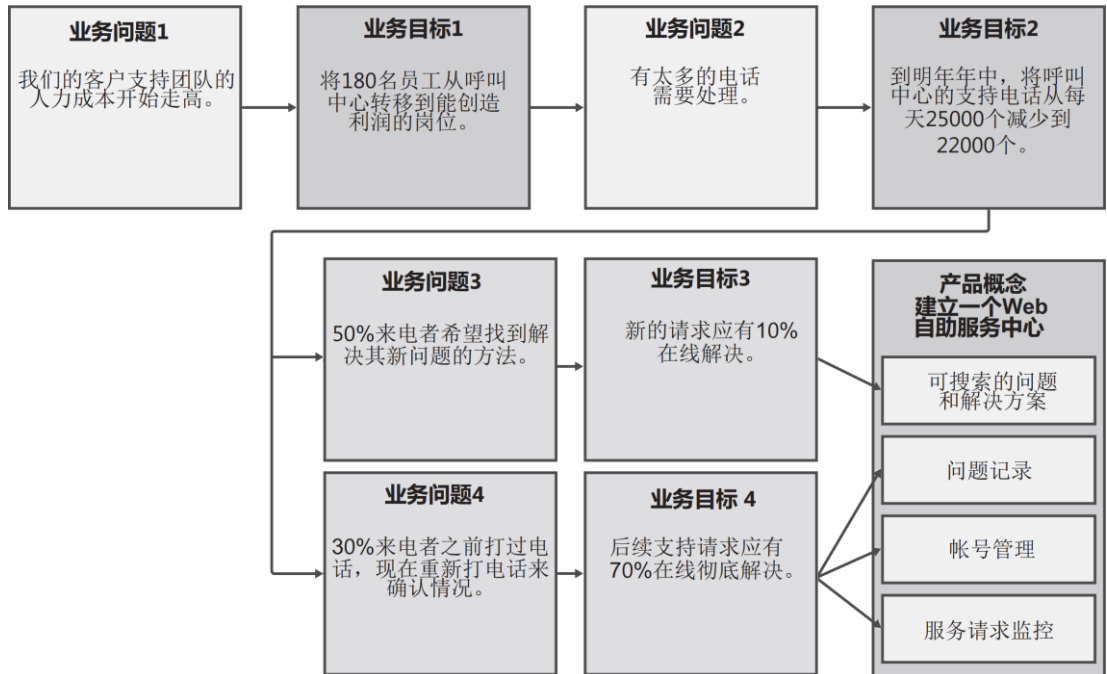 业务问题1
我们的客户支持团队的
人力成本开始走高。
业务目标1
将180名员工从呼叫
中心转移到能创造
利润的岗位。
业务问题2
有太多的电话
需要处理。
业务目标2
到明年年中，将呼叫
中心的支持电话从每
天25000个减少到
22000个。
业务问题3
50%来电者希望找到解
决其新问题的方法。
业务目标3
新的请求应有10%
在线解决。
业务问题4
30%来电者之前打过电
话，现在重新打电话来
确认情况。
业务目标 4
后续支持请求应有
70%在线彻底解决。
产品概念
建立一个Web
自助服务中心
可搜索的问题
和解决方案
问题记录
帐号管理
服务请求监控